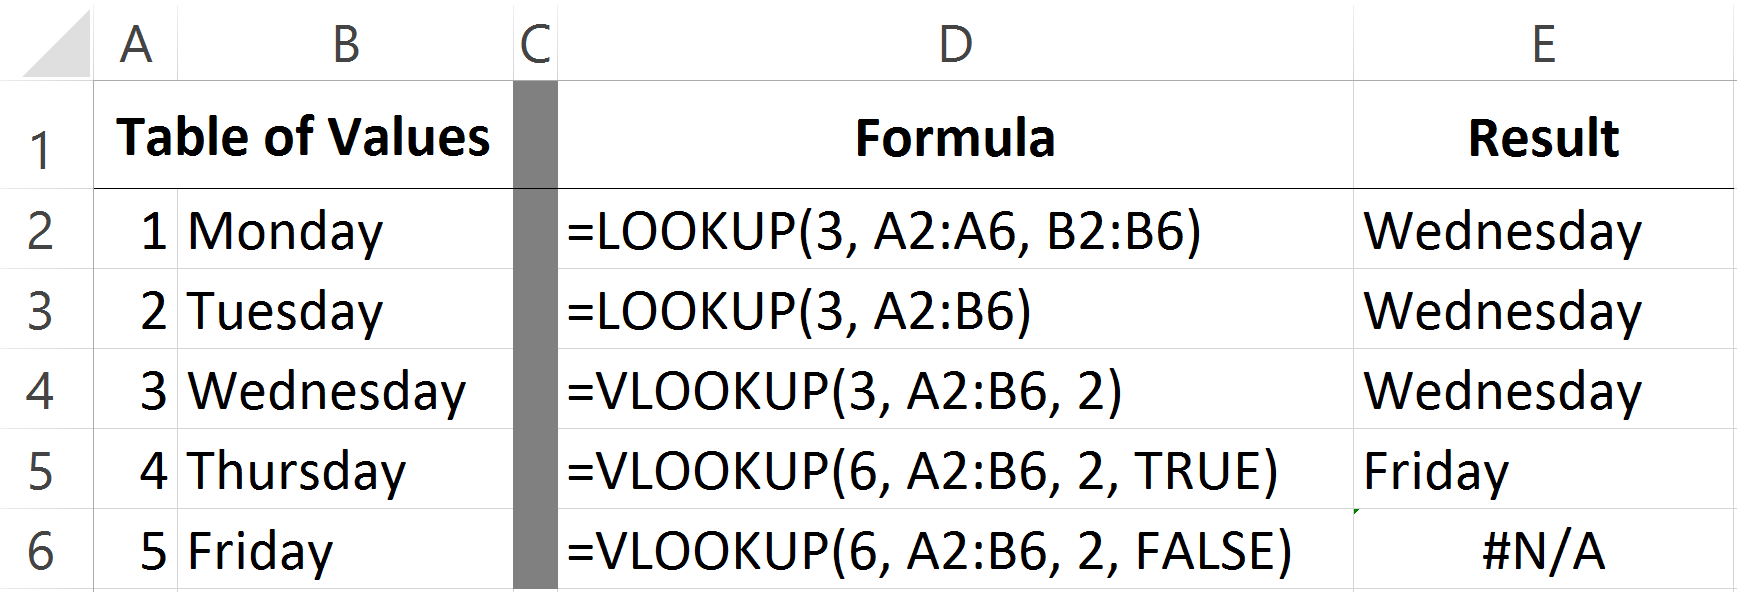 A B C D E
1 Table of Values Formula Result
2 1 Monday =LOOKUP(3, A2:A6, B2:B6) Wednesday
3 2 Tuesday =LOOKUP(3, A2:B6) Wednesday
4 3 Wednesday =VLOOKUP(3, A2:B6, 2) Wednesday
5 4 Thursday =VLOOKUP(6, A2:B6, 2, TRUE) Friday
6 5 Friday =VLOOKUP(6, A2:B6, 2, FALSE) #N/A